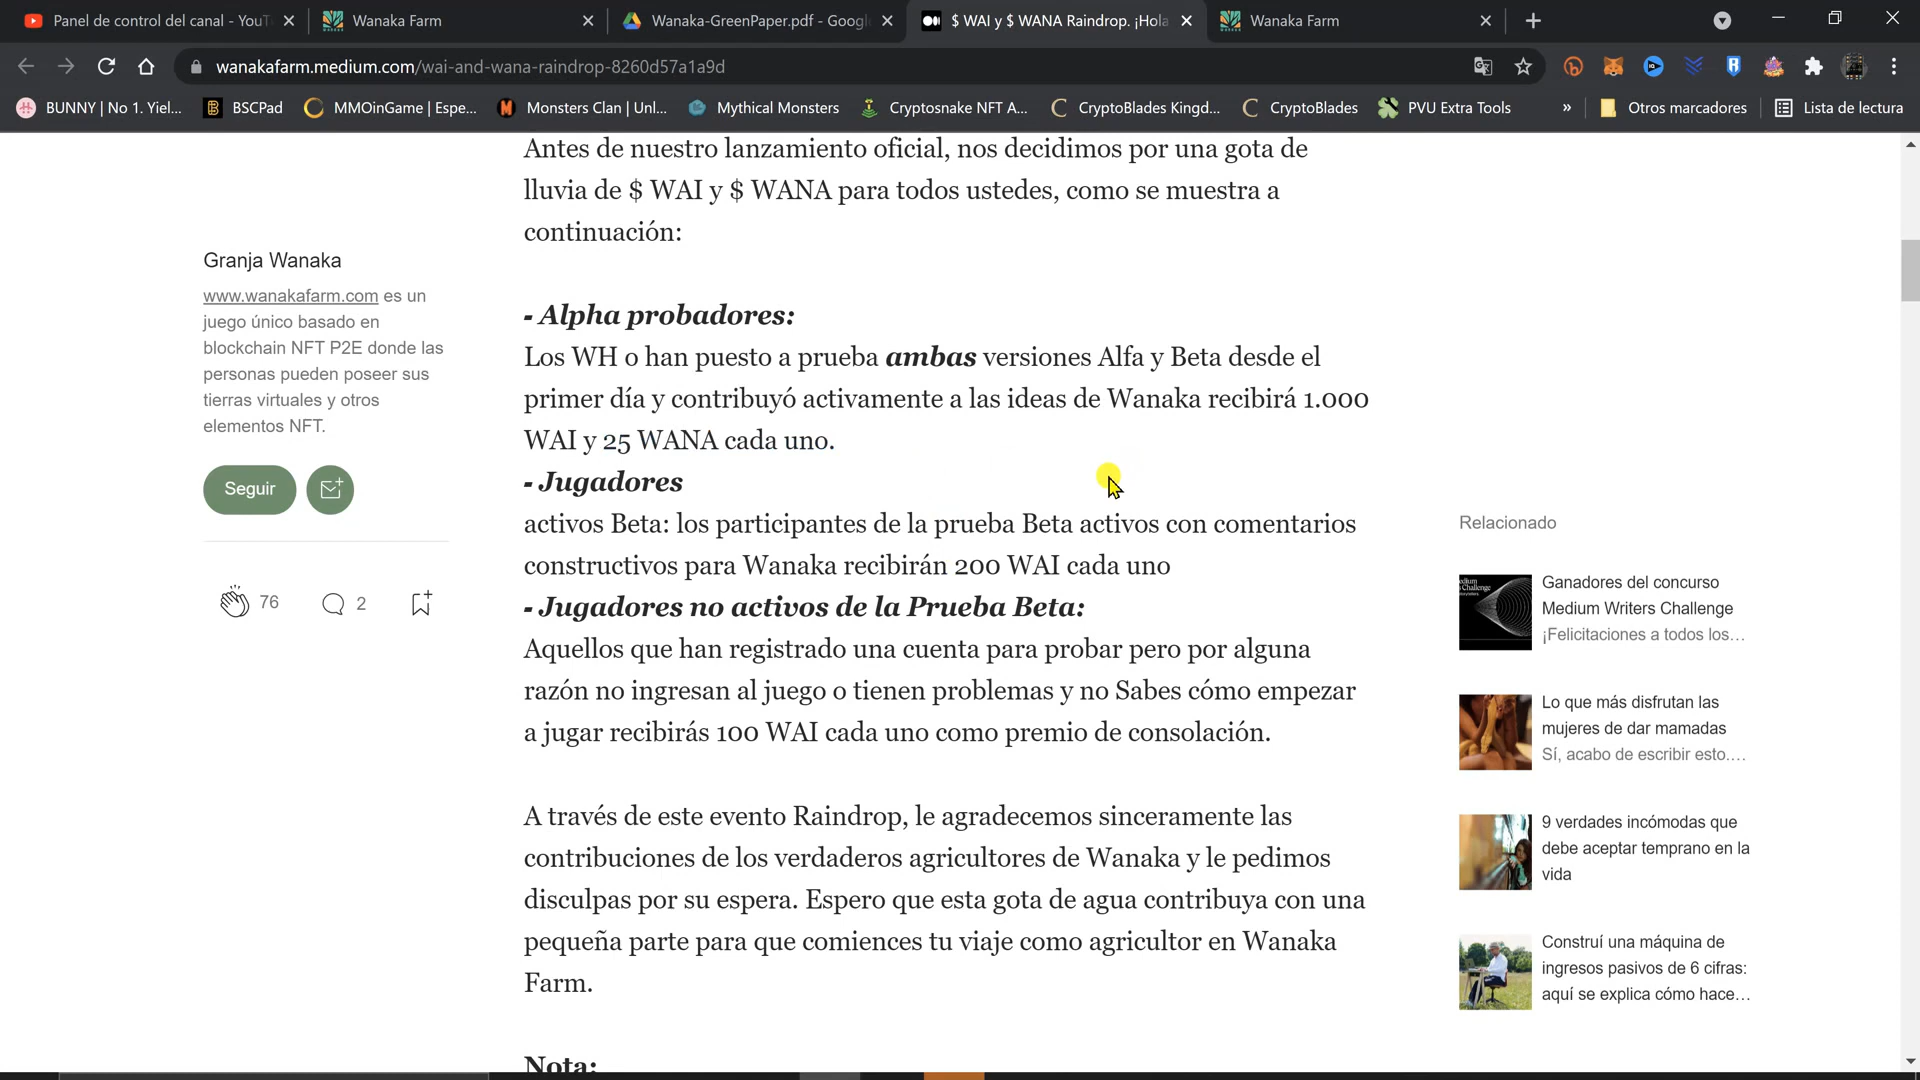 Panel de control del canal - YouT
Wanaka Farm
Wanaka-GreenPaper.pdf - Googl
$ WAI y $ WANA Raindrop. ¡Hola
Wanaka Farm
wanakafarm.medium.com/wai-and-wana-raindrop-8260d57a1a9d
BUNNY | No 1. Yiel...
BSCPad
MMOinGame | Espe...
Monsters Clan | Unl...
Mythical Monsters
Cryptosnake NFT A...
CryptoBlades Kingd...
CryptoBlades
PVU Extra Tools
»
Otros marcadores
Lista de lectura
Granja Wanaka
www.wanakafarm.com es un
juego único basado en
blockchain NFT P2E donde las
personas pueden poseer sus
tierras virtuales y otros
elementos NFT.
Seguir
76
2
Antes de nuestro lanzamiento oficial, nos decidimos por una gota de
lluvia de $ WAI y $ WANA para todos ustedes, como se muestra a
continuación:
- Alpha probadores:
Los WH o han puesto a prueba ambas versiones Alfa y Beta desde el
primer día y contribuyó activamente a las ideas de Wanaka recibirá 1.000
WAI y 25 WANA cada uno.
- Jugadores
activos Beta: los participantes de la prueba Beta activos con comentarios
constructivos para Wanaka recibirán 200 WAI cada uno
- Jugadores no activos de la Prueba Beta:
Aquellos que han registrado una cuenta para probar pero por alguna
razón no ingresan al juego o tienen problemas y no Sabes cómo empezar
a jugar recibirás 100 WAI cada uno como premio de consolación.
A través de este evento Raindrop, le agradecemos sinceramente las
contribuciones de los verdaderos agricultores de Wanaka y le pedimos
disculpas por su espera. Espero que esta gota de agua contribuya con una
pequeña parte para que comiences tu viaje como agricultor en Wanaka
Farm.
Nota:
Relacionado
Ganadores del concurso
Medium Writers Challenge
¡Felicitaciones a todos los...
Lo que más disfrutan las
mujeres de dar mamadas
Sí, acabo de escribir esto....
9 verdades incómodas que
debe aceptar temprano en la
vida
Construí una máquina de
ingresos pasivos de 6 cifras:
aquí se explica cómo hace...